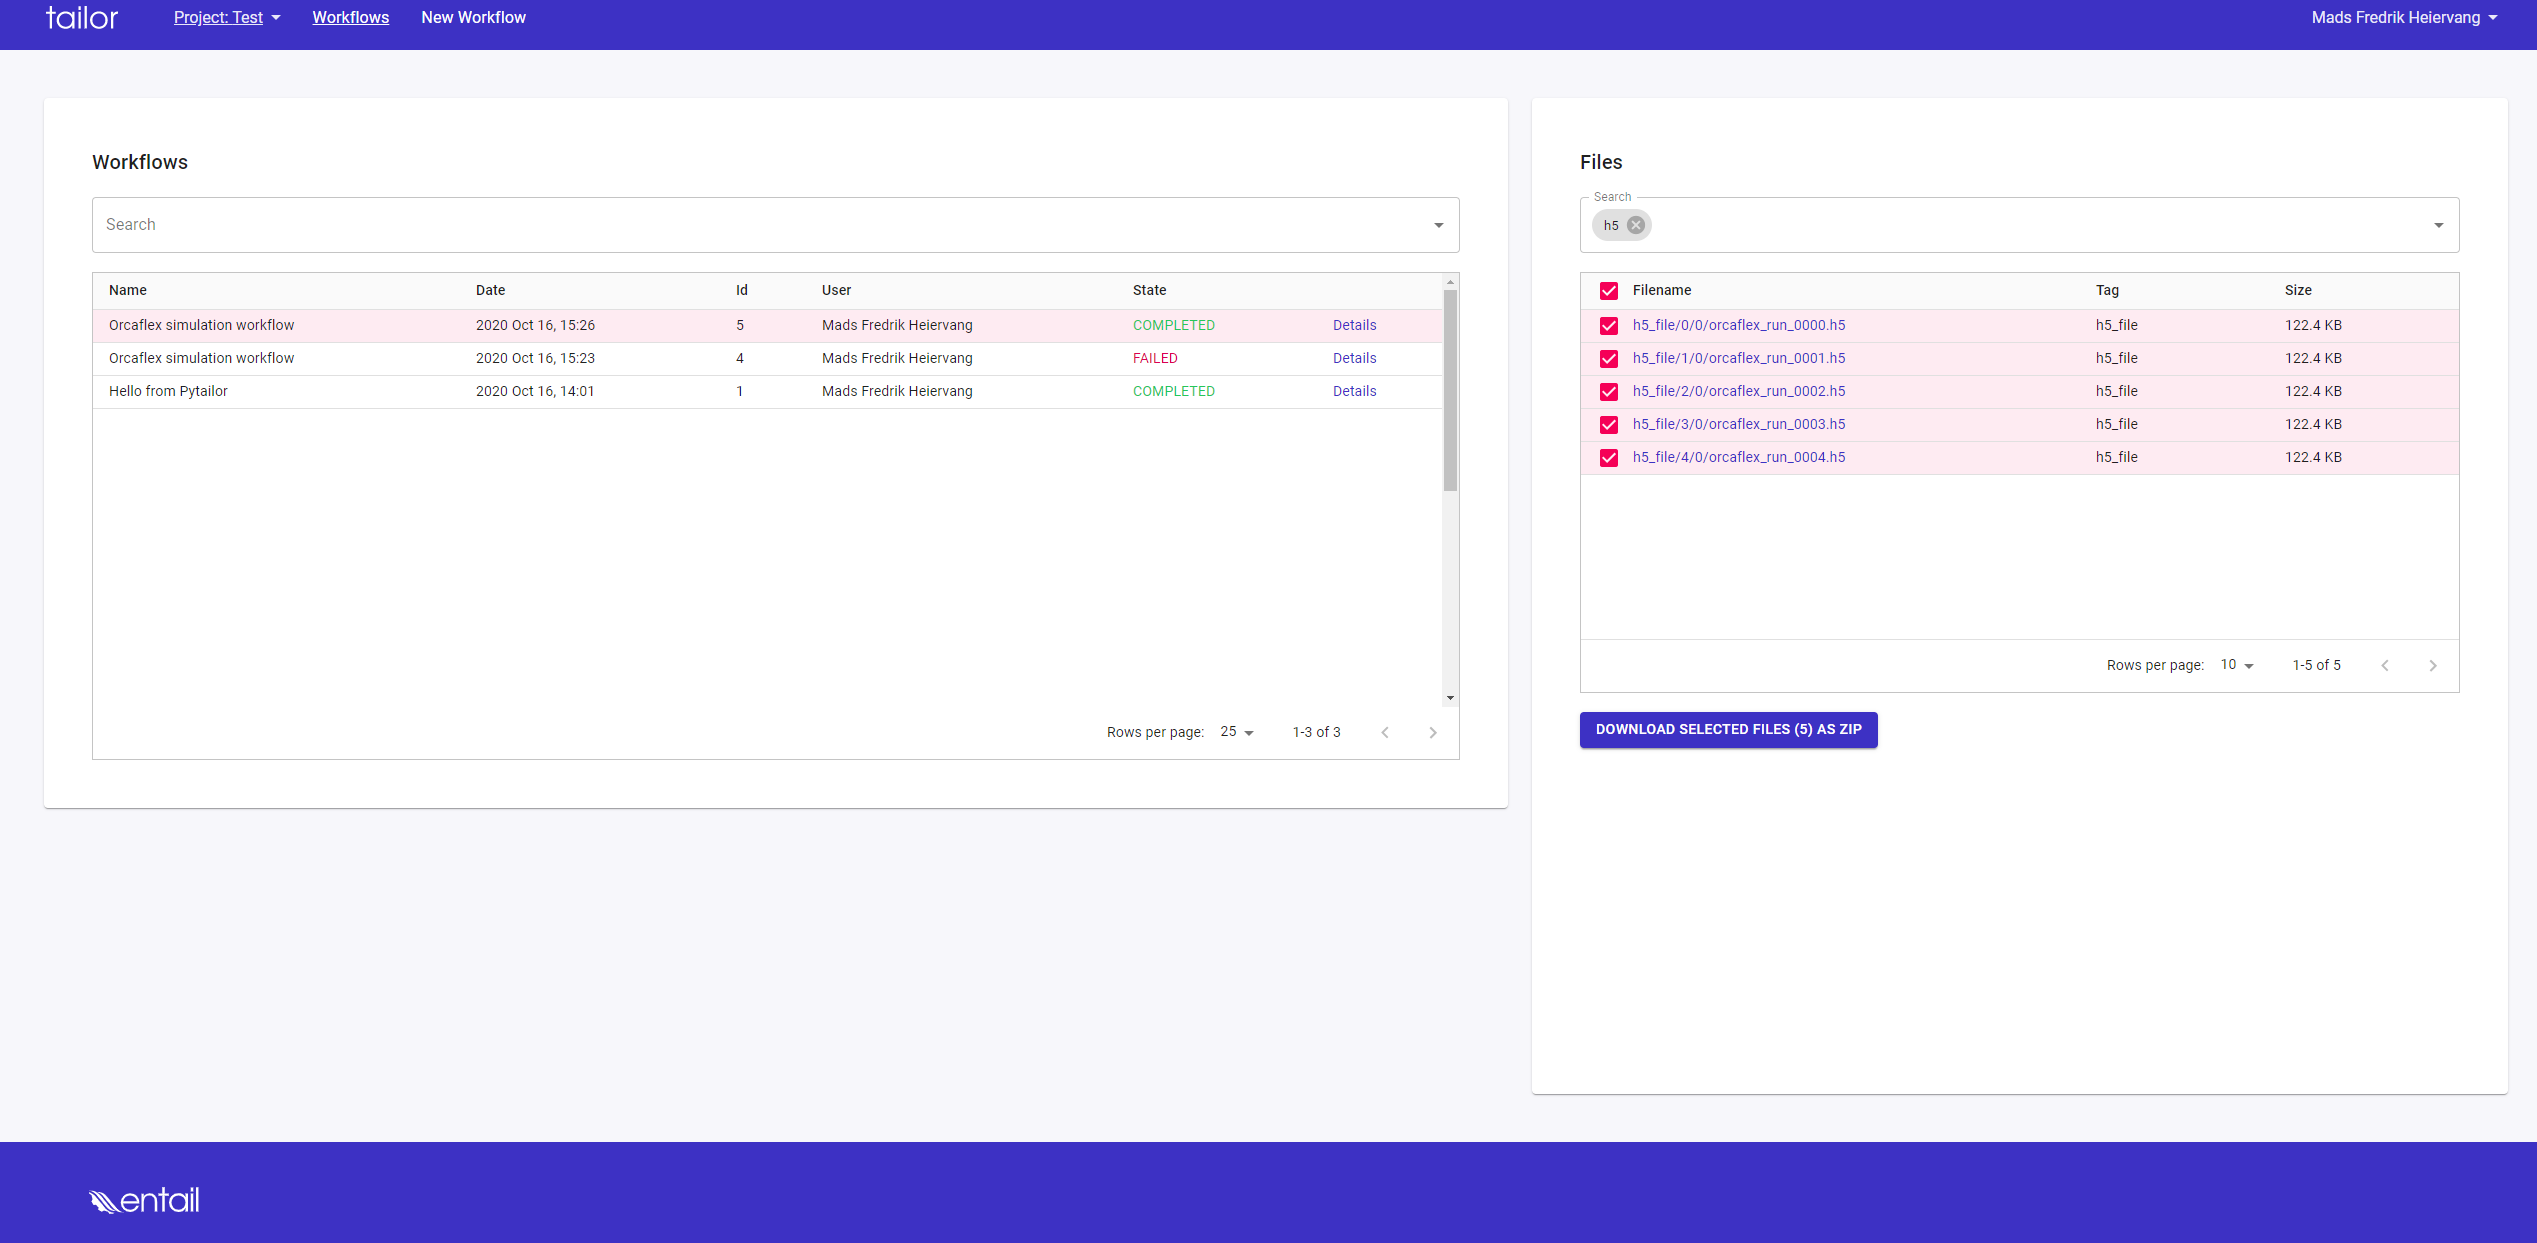 tailor Project: Test Workflows New Workflow Mads Fredrik Heiervang
Workflows
Search
Name Date Id User State
Orcaflex simulation workflow 2020 Oct 16, 15:26 5 Mads Fredrik Heiervang COMPLETED Details
Orcaflex simulation workflow 2020 Oct 16, 15:23 4 Mads Fredrik Heiervang FAILED Details
Hello from Pytailor 2020 Oct 16, 14:01 1 Mads Fredrik Heiervang COMPLETED Details
Rows per page: 25 1-3 of 3
Files
Search
h5
Filename Tag Size
h5_file/0/0/orcaflex_run_0000.h5 h5_file 122.4 KB
h5_file/1/0/orcaflex_run_0001.h5 h5_file 122.4 KB
h5_file/2/0/orcaflex_run_0002.h5 h5_file 122.4 KB
h5_file/3/0/orcaflex_run_0003.h5 h5_file 122.4 KB
h5_file/4/0/orcaflex_run_0004.h5 h5_file 122.4 KB
Rows per page: 10 1-5 of 5
DOWNLOAD SELECTED FILES (5) AS ZIP
entail